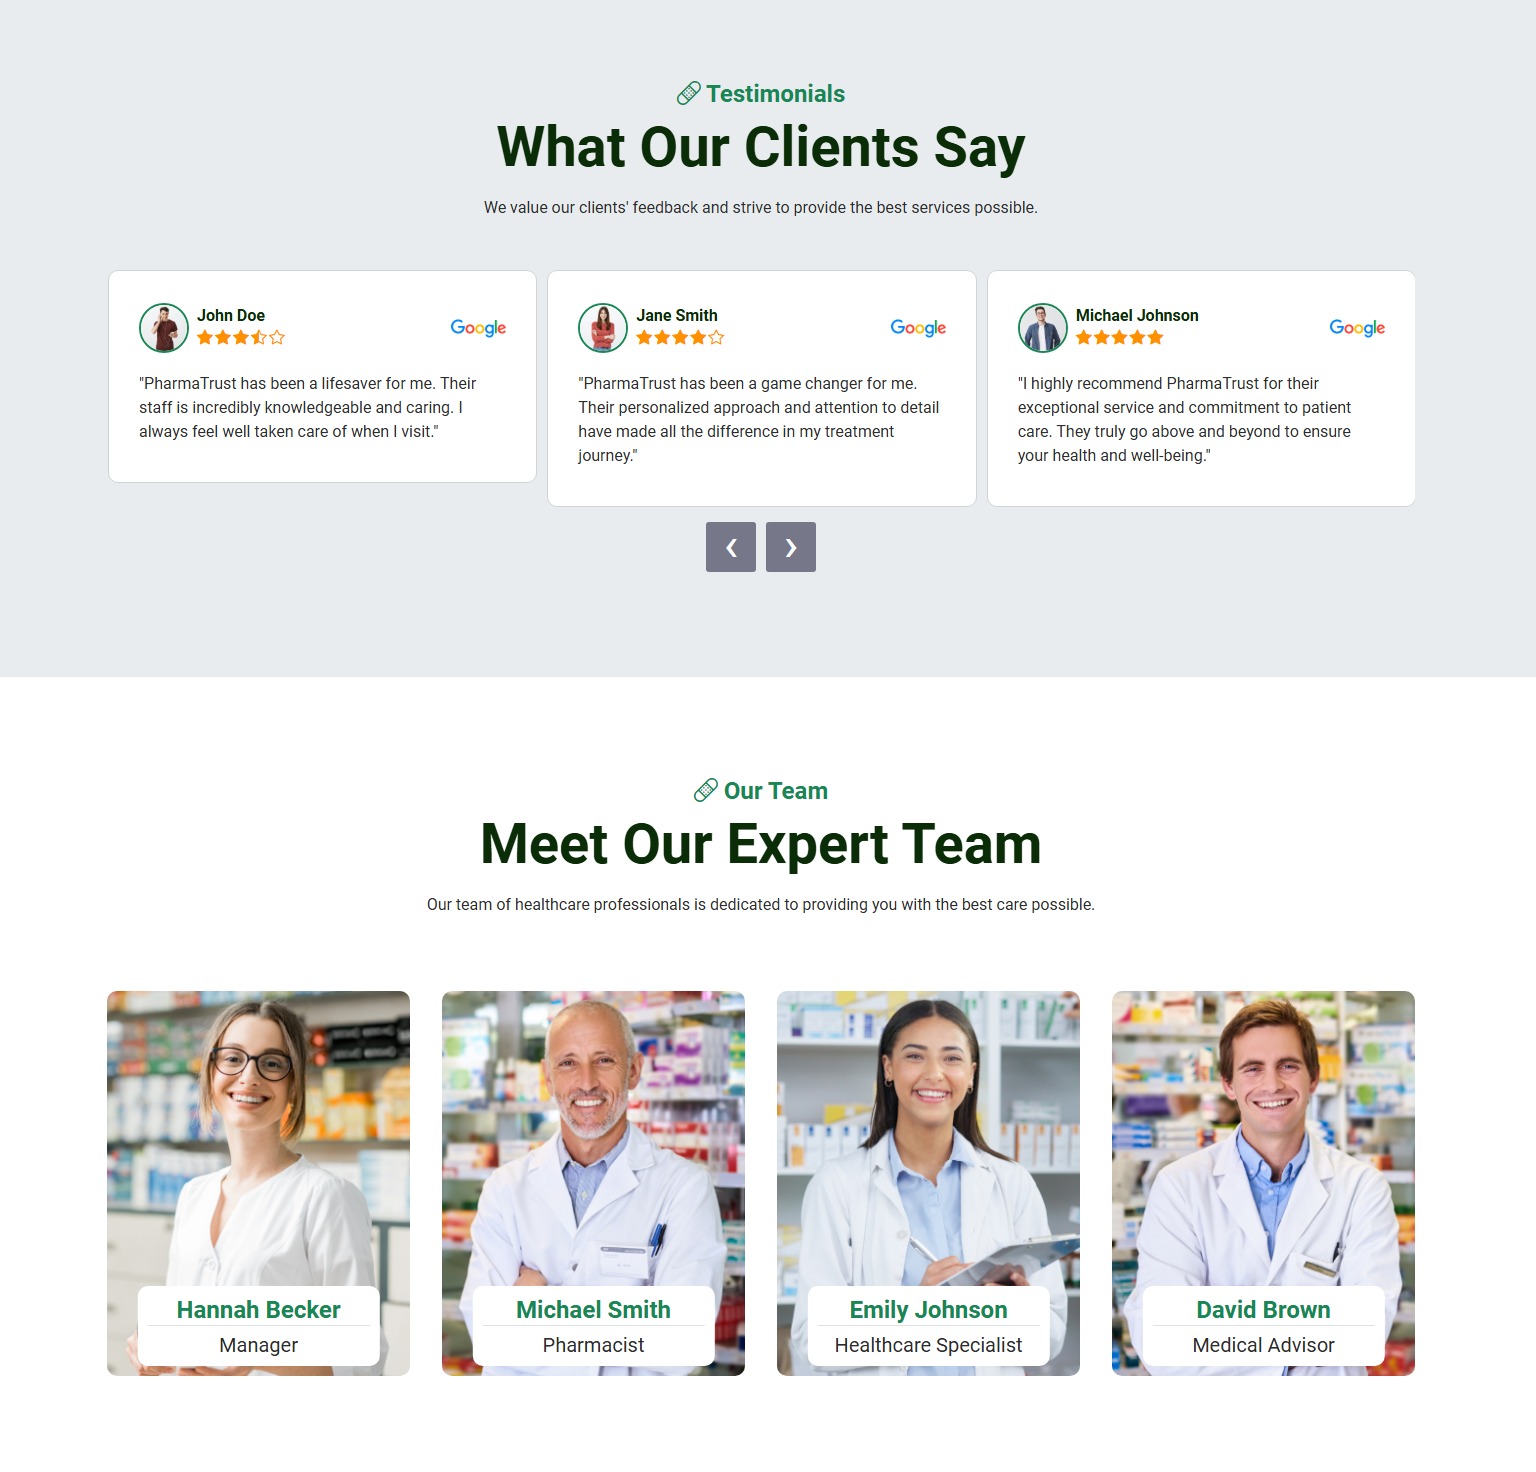 Testimonials
What Our Clients Say
We value our clients' feedback and strive to provide the best services possible.
John Doe
Google
"PharmaTrust has been a lifesaver for me. Their
staff is incredibly knowledgeable and caring. I
always feel well taken care of when I visit."
Jane Smith
Google
"PharmaTrust has been a game changer for me.
Their personalized approach and attention to detail
have made all the difference in my treatment
journey."
Michael Johnson
Google
"I highly recommend PharmaTrust for their
exceptional service and commitment to patient
care. They truly go above and beyond to ensure
your health and well-being."
Our Team
Meet Our Expert Team
Our team of healthcare professionals is dedicated to providing you with the best care possible.
Hannah Becker
Manager
Michael Smith
Pharmacist
Emily Johnson
Healthcare Specialist
David Brown
Medical Advisor